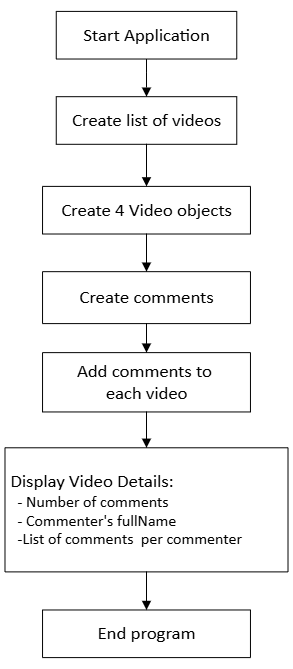 Start Application
Create list of videos
Create 4 Video objects
Create comments
Add comments to
each video
Display Video Details:
- Number of comments
- Commenter's fullName
-List of comments  per commenter
End program